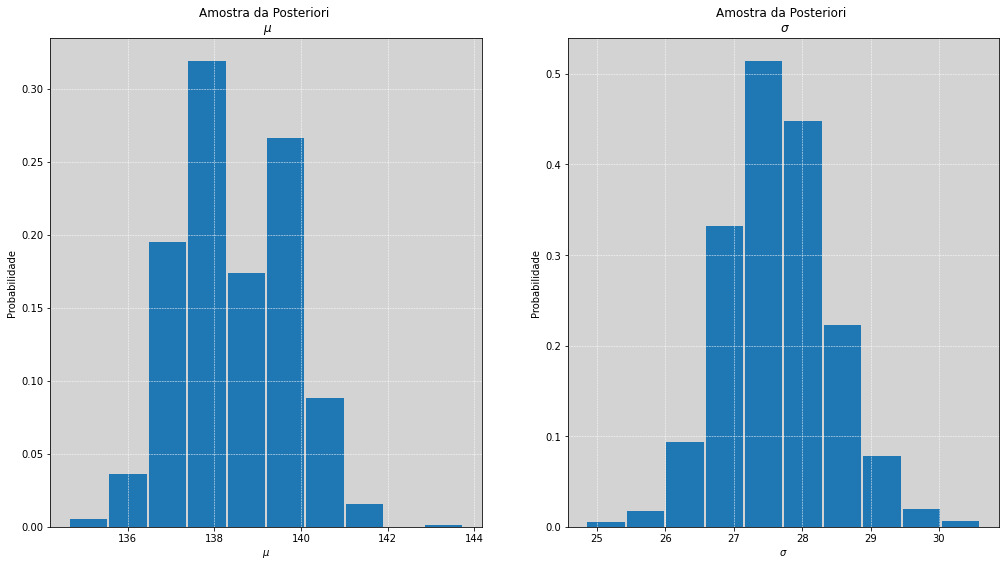 Amostra da Posteriori
μ
0.30
0.25
0.20
0.15
0.10
0.05
0.00
Probabilidade
136 138 140 142 144
μ
Amostra da Posteriori
σ
0.5
0.4
0.3
0.2
0.1
0.0
Probabilidade
25 26 27 28 29 30
σ